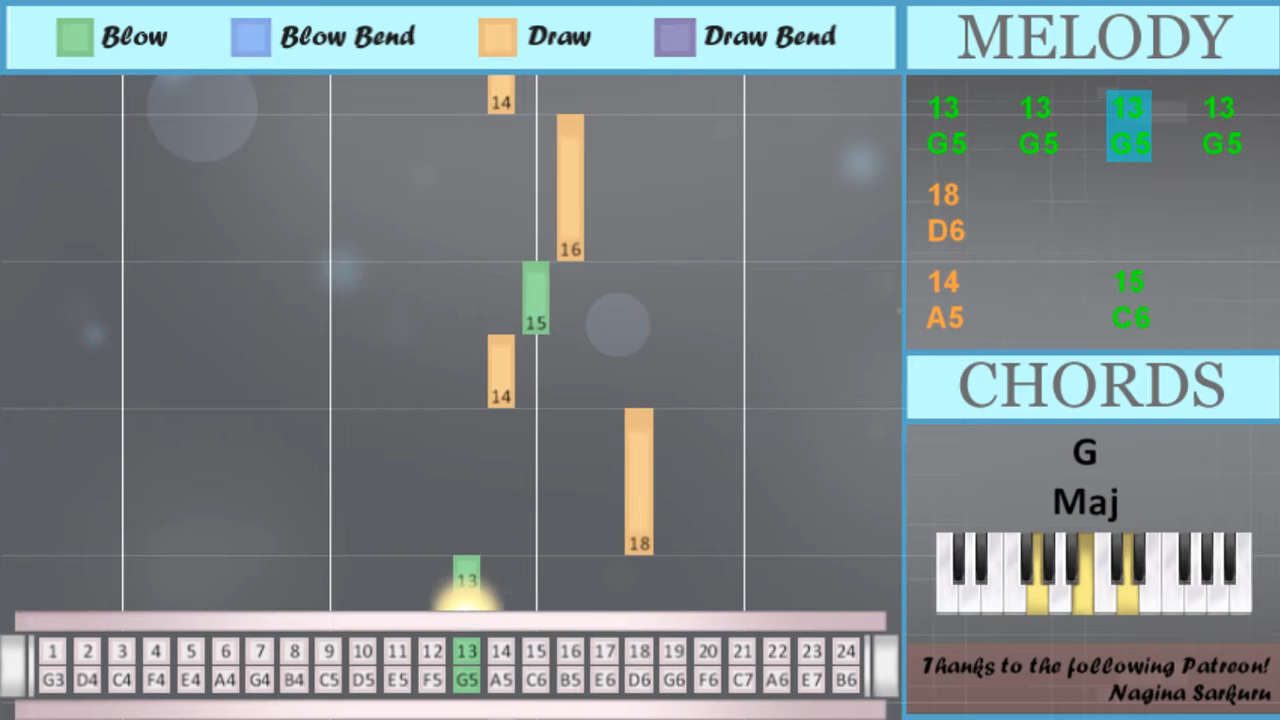 Blow Blow Bend Draw Draw Bend
MELODY
14
16
15
14
18
13
13 13 13 13
G5 G5 G5 G5
18
D6
14 15
A5 C6
CHORDS
G
Maj
1 2 3 4 5 6 7 8 9 10 11 12 13 14 15 16 17 18 19 20 21 22 23 24
G3 D4 C4 F4 E4 A4 G4 B4 C5 D5 E5 F5 G5 A5 C6 B5 E6 D6 G6 F6 C7 A6 E7 B6
Thanks to the following Patreon!
Nagina Sarkuru